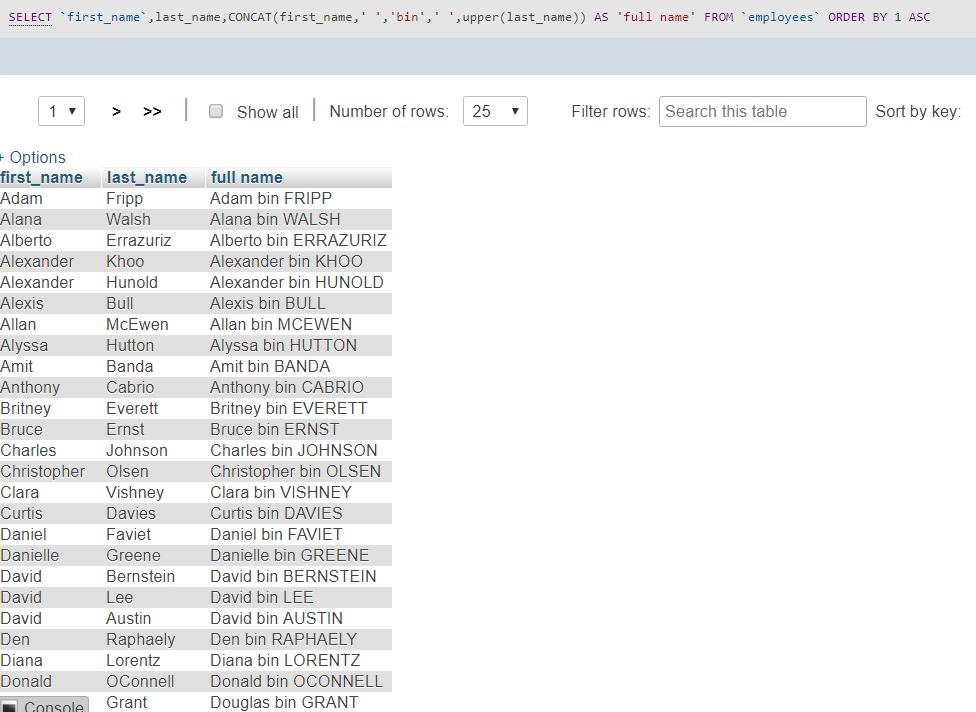 SELECT `first_name`,last_name,CONCAT(first_name,' ','bin',' ',upper(last_name)) AS 'full name' FROM `employees` ORDER BY 1 ASC
1 > >> Show all Number of rows: 25 Filter rows: Search this table Sort by key:
+ Options
first_name last_name full name
Adam Fripp Adam bin FRIPP
Alana Walsh Alana bin WALSH
Alberto Errazuriz Alberto bin ERRAZURIZ
Alexander Khoo Alexander bin KHOO
Alexander Hunold Alexander bin HUNOLD
Alexis Bull Alexis bin BULL
Allan McEwen Allan bin MCEWEN
Alyssa Hutton Alyssa bin HUTTON
Amit Banda Amit bin BANDA
Anthony Cabrio Anthony bin CABRIO
Britney Everett Britney bin EVERETT
Bruce Ernst Bruce bin ERNST
Charles Johnson Charles bin JOHNSON
Christopher Olsen Christopher bin OLSEN
Clara Vishney Clara bin VISHNEY
Curtis Davies Curtis bin DAVIES
Daniel Faviet Daniel bin FAVIET
Danielle Greene Danielle bin GREENE
David Bernstein David bin BERNSTEIN
David Lee David bin LEE
David Austin David bin AUSTIN
Den Raphaely Den bin RAPHAELY
Diana Lorentz Diana bin LORENTZ
Donald OConnell Donald bin OCONNELL
Console Grant Douglas bin GRANT